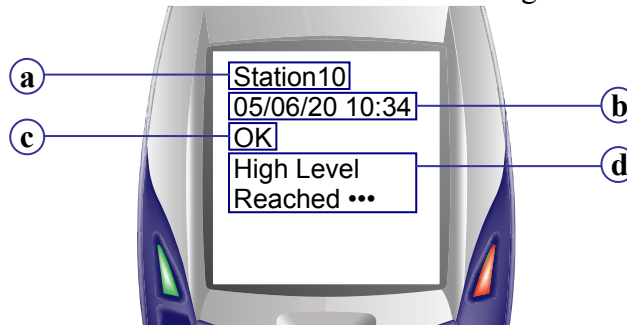 a
Station10
05/06/20 10:34
b
c
OK
High Level
d
Reached •••